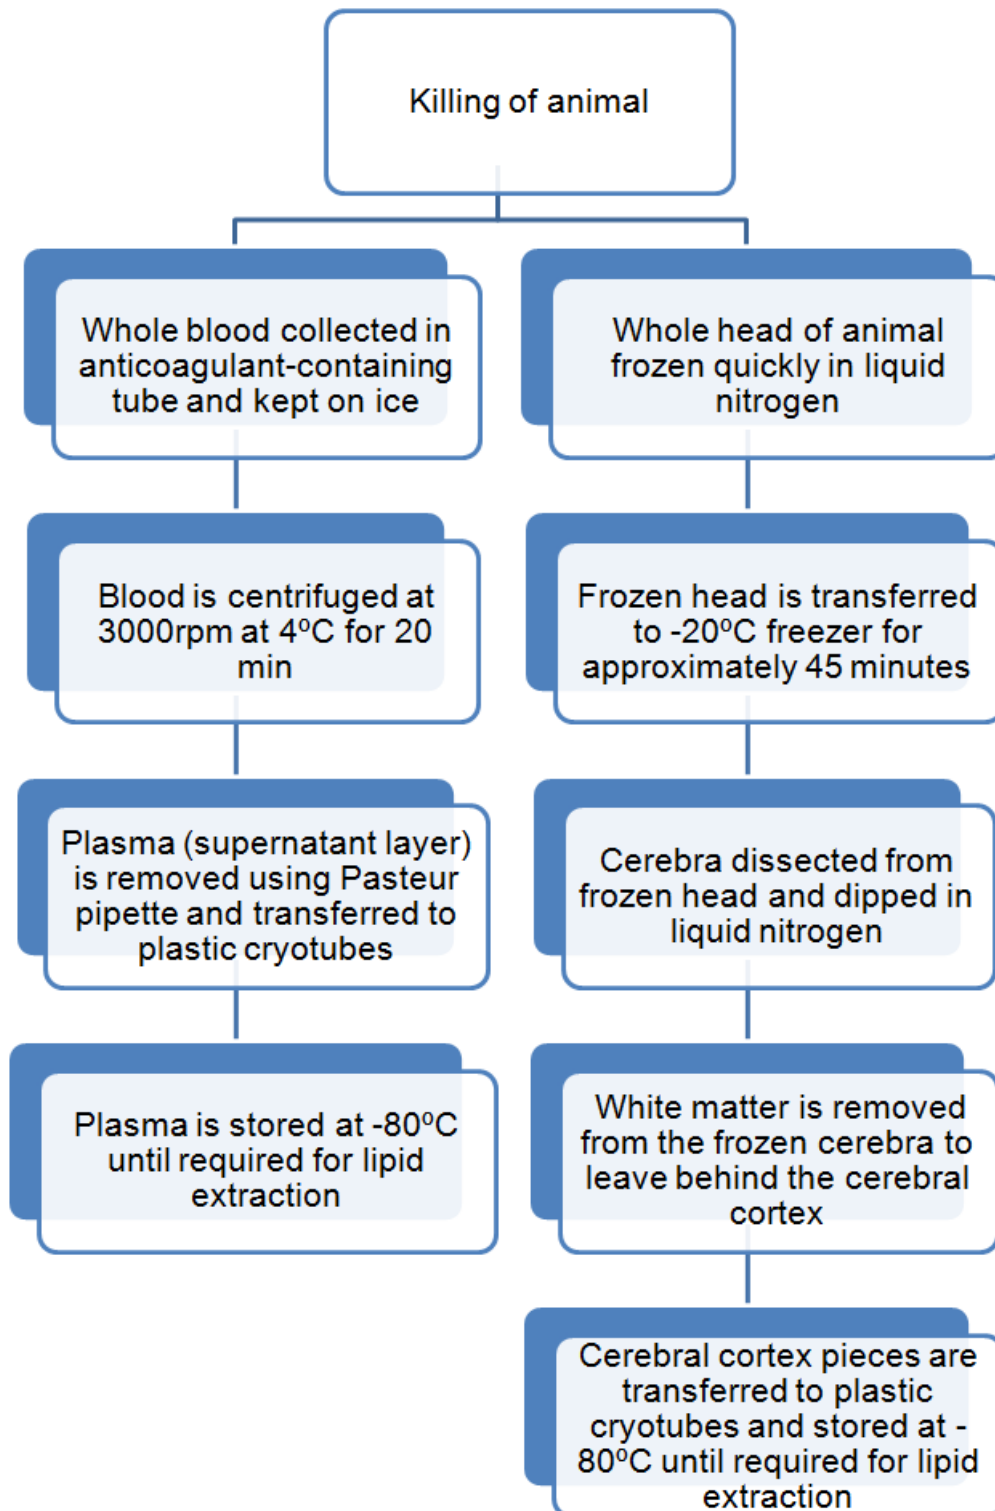 Killing of animal
Whole blood collected in
anticoagulant-containing
tube and kept on ice
Blood is centrifuged at
3000rpm at 4ºC for 20
min
Plasma (supernatant layer)
is removed using Pasteur
pipette and transferred to
plastic cryotubes
Plasma is stored at -80ºC
until required for lipid
extraction
Whole head of animal
frozen quickly in liquid
nitrogen
Frozen head is transferred
to -20ºC freezer for
approximately 45 minutes
Cerebra dissected from
frozen head and dipped in
liquid nitrogen
White matter is removed
from the frozen cerebra to
leave behind the cerebral
cortex
Cerebral cortex pieces are
transferred to plastic
cryotubes and stored at -
80ºC until required for lipid
extraction